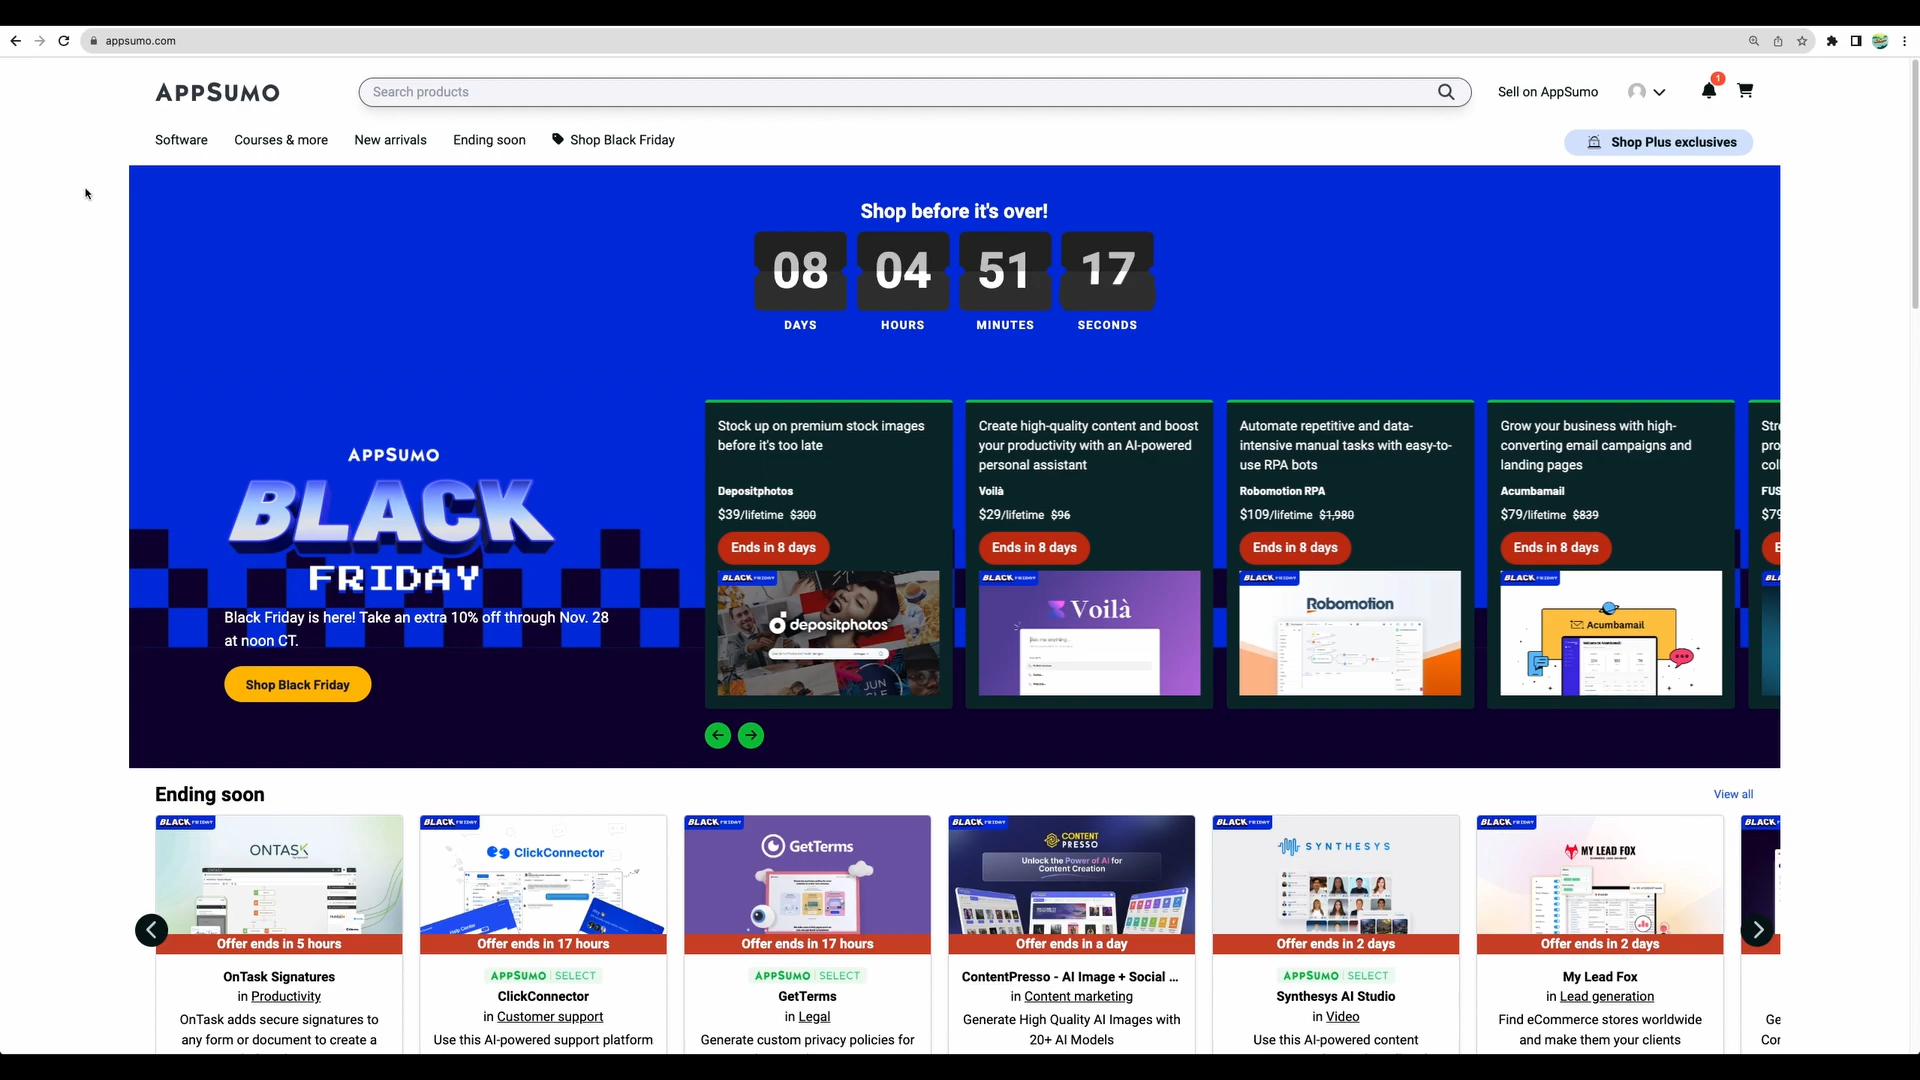 appsumo.com
APPSUMO
Search products
Sell on AppSumo
1
Software
Courses & more
New arrivals
Ending soon
Shop Black Friday
Shop Plus exclusives
Shop before it's over!
08 04 51 17
DAYS HOURS MINUTES SECONDS
APPSUMO
BLACK
FRIDAY
Black Friday is here! Take an extra 10% off through Nov. 28
at noon CT.
Shop Black Friday
Stock up on premium stock images
before it's too late
Depositphotos
$39/lifetime $300
Ends in 8 days
BLACK FRIDAY
depositphotos
Create high-quality content and boost
your productivity with an AI-powered
personal assistant
Voilà
$29/lifetime $96
Ends in 8 days
BLACK FRIDAY
Voilà
Automate repetitive and data-
intensive manual tasks with easy-to-
use RPA bots
Robomotion RPA
$109/lifetime $1,980
Ends in 8 days
BLACK FRIDAY
Robomotion
Grow your business with high-
converting email campaigns and
landing pages
Acumbamail
$79/lifetime $839
Ends in 8 days
BLACK FRIDAY
Acumbamail
Stre
pro
coll
FUS
$79
E
Ending soon
View all
BLACK FRIDAY
ONTASK
Offer ends in 5 hours
OnTask Signatures
in Productivity
OnTask adds secure signatures to
any form or document to create a
BLACK FRIDAY
ClickConnector
Help Center
Offer ends in 17 hours
APPSUMO SELECT
ClickConnector
in Customer support
Use this AI-powered support platform
BLACK FRIDAY
GetTerms
Offer ends in 17 hours
APPSUMO SELECT
GetTerms
in Legal
Generate custom privacy policies for
BLACK FRIDAY
CONTENT
PRESSO
Unlock the Power of AI for
Content Creation
Offer ends in a day
ContentPresso - AI Image + Social ...
in Content marketing
Generate High Quality AI Images with
20+ AI Models
BLACK FRIDAY
SYNTHESYS
Offer ends in 2 days
APPSUMO SELECT
Synthesys AI Studio
in Video
Use this AI-powered content
BLACK FRIDAY
MY LEAD FOX
Offer ends in 2 days
My Lead Fox
in Lead generation
Find eCommerce stores worldwide
and make them your clients
BLACK
Ge
Cor